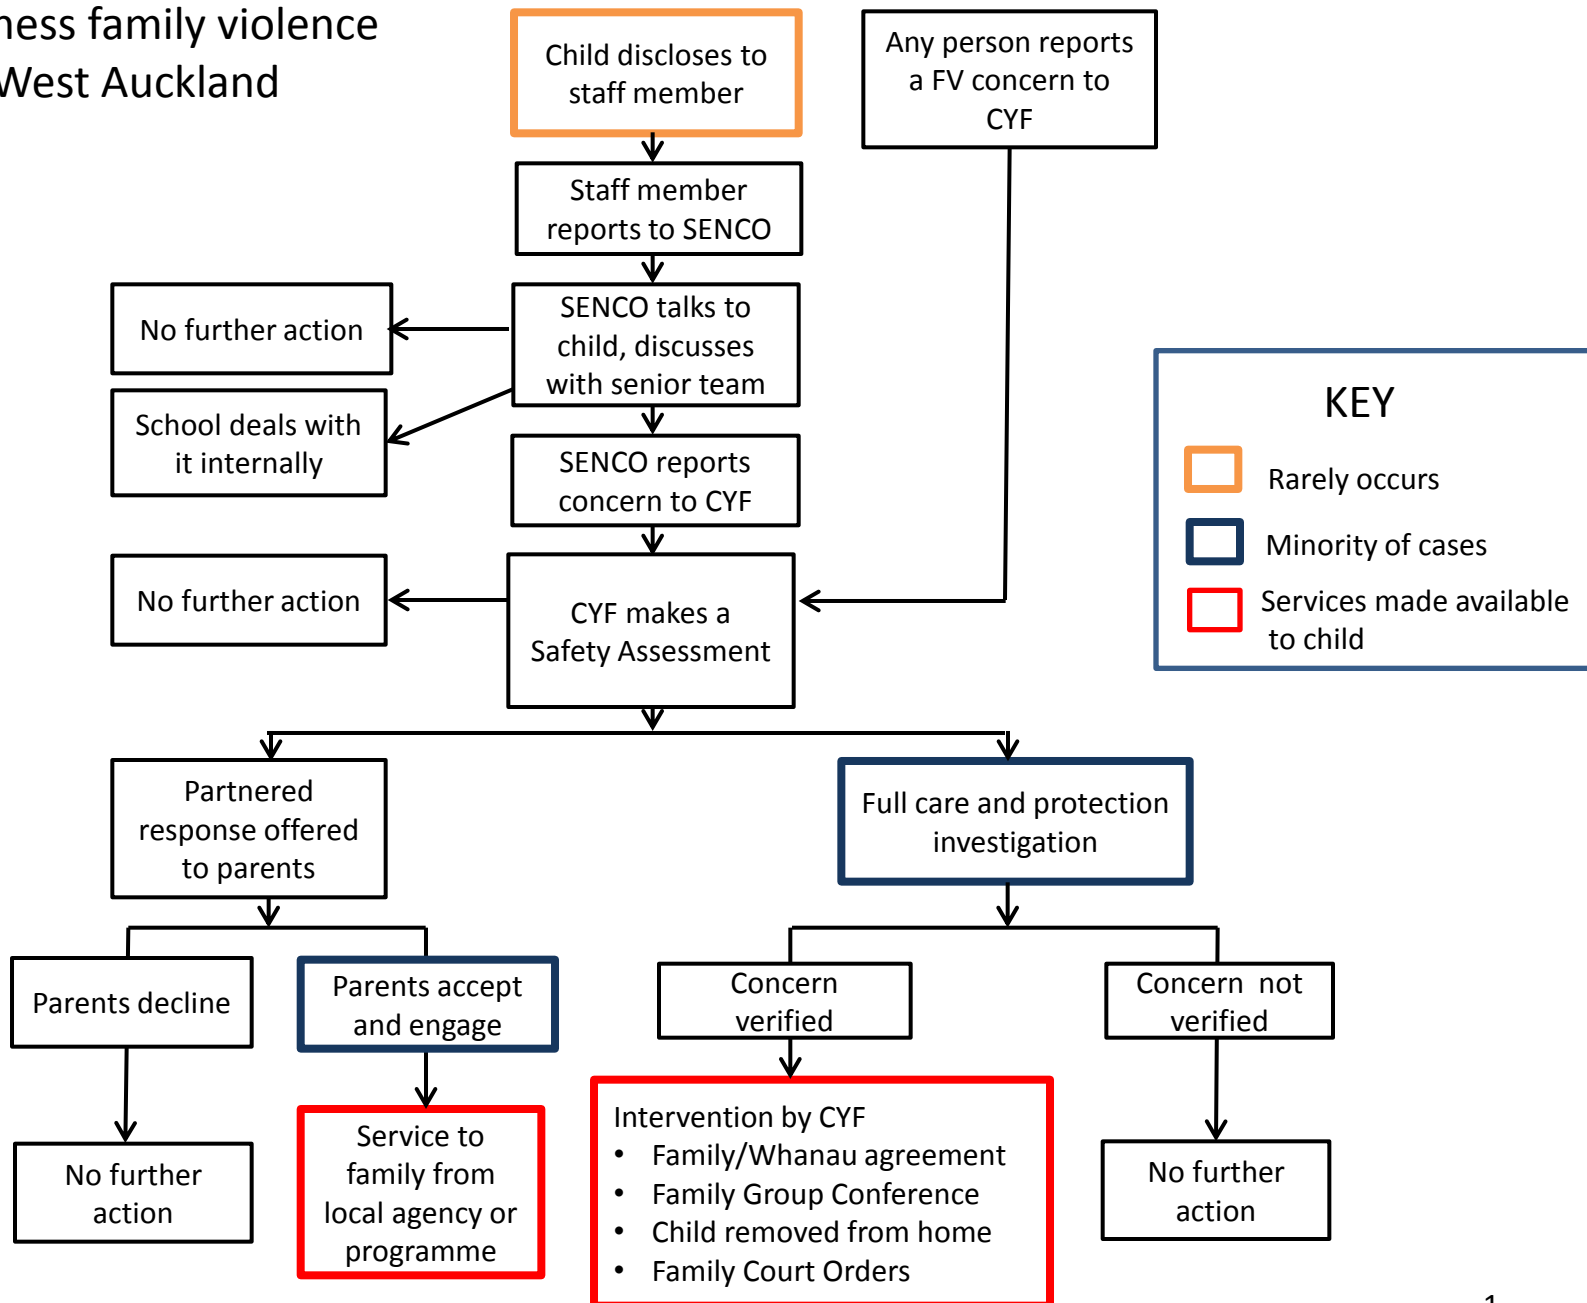 ness family violence
West Auckland
Child discloses to
staff member
Any person reports
a FV concern to
CYF
Staff member
reports to SENCO
SENCO talks to
child, discusses
with senior team
No further action
School deals with
it internally
SENCO reports
concern to CYF
KEY
Rarely occurs
Minority of cases
Services made available
to child
No further action
CYF makes a
Safety Assessment
Partnered
response offered
to parents
Full care and protection
investigation
Parents decline
Parents accept
and engage
Concern
verified
Concern not
verified
No further
action
Service to
family from
local agency or
programme
Intervention by CYF
• Family/Whanau agreement
• Family Group Conference
• Child removed from home
• Family Court Orders
No further
action
1